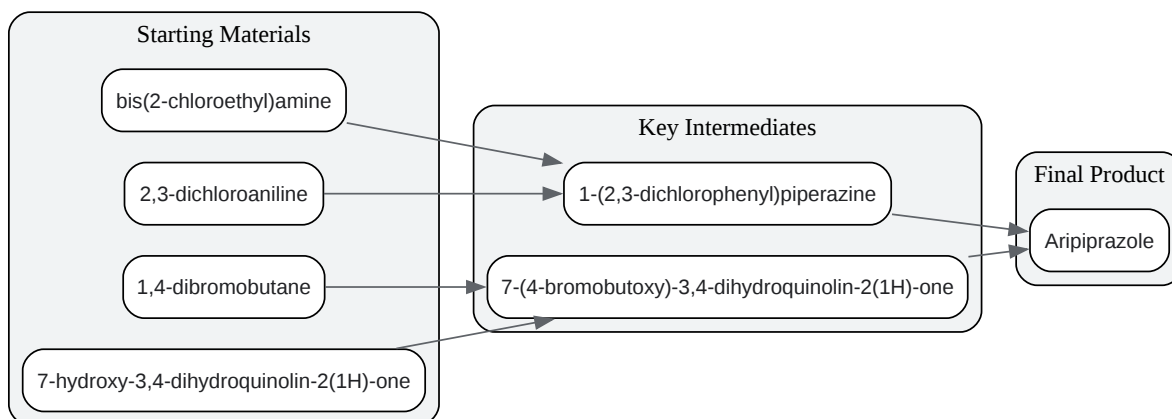 Starting Materials
bis(2-chloroethyl)amine
2,3-dichloroaniline
1,4-dibromobutane
7-hydroxy-3,4-dihydroquinolin-2(1H)-one
Key Intermediates
1-(2,3-dichlorophenyl)piperazine
7-(4-bromobutoxy)-3,4-dihydroquinolin-2(1H)-one
Final Product
Aripiprazole